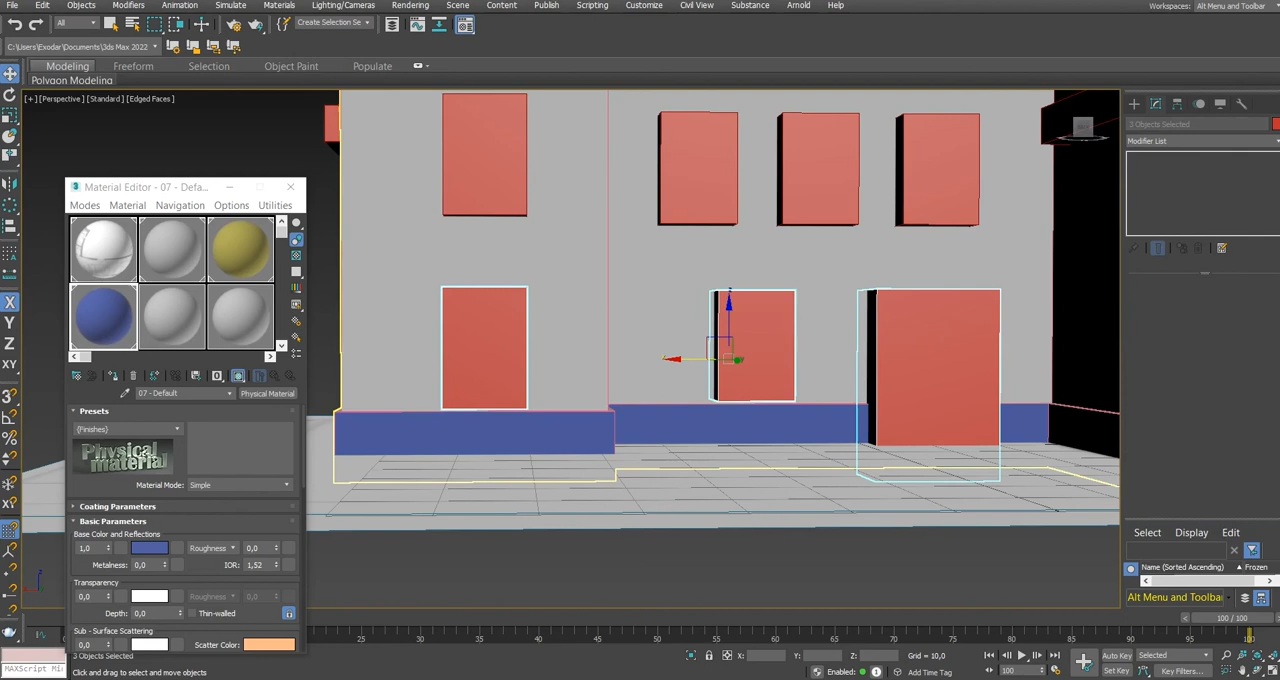 File Edit Objects Modifiers Animation Simulate Materials Lighting/Cameras Rendering Scene Content Publish Scripting Customize Civil View Substance Arnold Help Workspaces: Alt Menu and Toolbar
All Create Selection Se
C:\Users\Exodar\Documents\3ds Max 2022
Modeling Freeform Selection Object Paint Populate
Polygon Modeling
[+] [Perspective] [Standard] [Edged Faces]
3 Objects Selected
Modifier List
Material Editor - 07 - Defa...
Modes Material Navigation Options Utilities
07 - Default Physical Material
Presets
{Finishes}
Physical
material
Material Mode: Simple
Coating Parameters
Basic Parameters
Base Color and Reflections
1,0 Roughness 0,0
Metalness: 0,0 IOR: 1,52
Transparency
0,0 Roughness 0,0
Depth: 0,0 Thin-walled
Sub - Surface Scattering
0,0 Scatter Color:
X
Y
Z
XY
Select Display Edit
Name (Sorted Ascending) Frozen
Alt Menu and Toolba
100 / 100
25 30 35 40 45 50 55 60 65 70 75 80 85 90 95 100
3 Objects Selected X: Y: Z: Grid = 10,0 Auto Key Selected
MAXScript Mi Click and drag to select and move objects Enabled: 1 Add Time Tag 100 Set Key Key Filters...